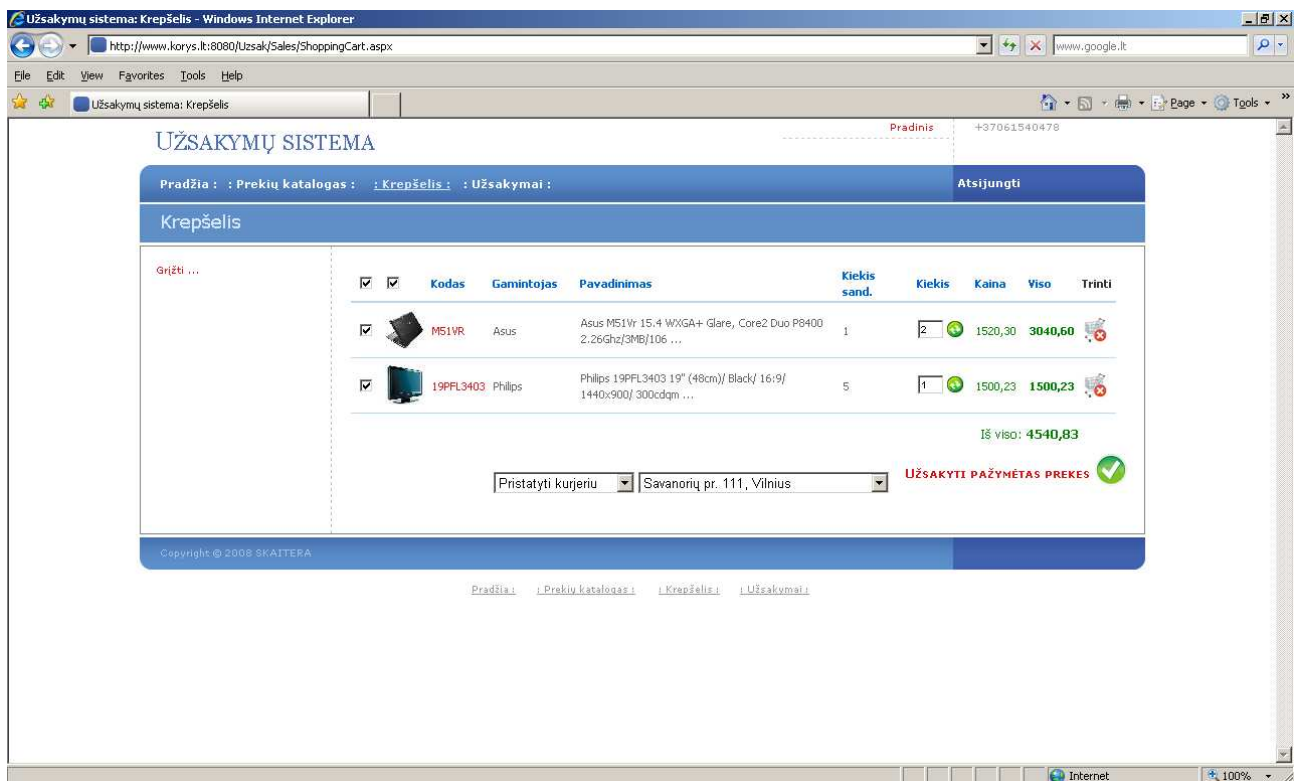 Užsakymų sistema: Krepšelis - Windows Internet Explorer
http://www.korys.lt:8080/Uzsak/Sales/ShoppingCart.aspx
www.google.lt
File Edit View Favorites Tools Help
Užsakymų sistema: Krepšelis
Page Tools »
UŽSAKYMŲ SISTEMA
Pradinis
+37061540478
Pradžia : : Prekių katalogas : : Krepšelis : : Užsakymai :
Atsijungti
Krepšelis
Grįžti ...
Kodas Gamintojas Pavadinimas Kiekis sand. Kiekis Kaina Viso Trinti
M51VR Asus Asus M51Vr 15.4 WXGA+ Glare, Core2 Duo P8400 1 2 1520,30 3040,60
2.26Ghz/3MB/106 ...
19PFL3403 Philips Philips 19PFL3403 19" (48cm)/ Black/ 16:9/ 5 1 1500,23 1500,23
1440x900/ 300cdqm ...
Iš viso: 4540,83
Pristatyti kurjeriu Savanorių pr. 111, Vilnius UŽSAKYTI PAŽYMĖTAS PREKES
Copyright © 2008 SKAITERA
Pradžia : : Prekių katalogas : : Krepšelis : : Užsakymai :
Internet 100%